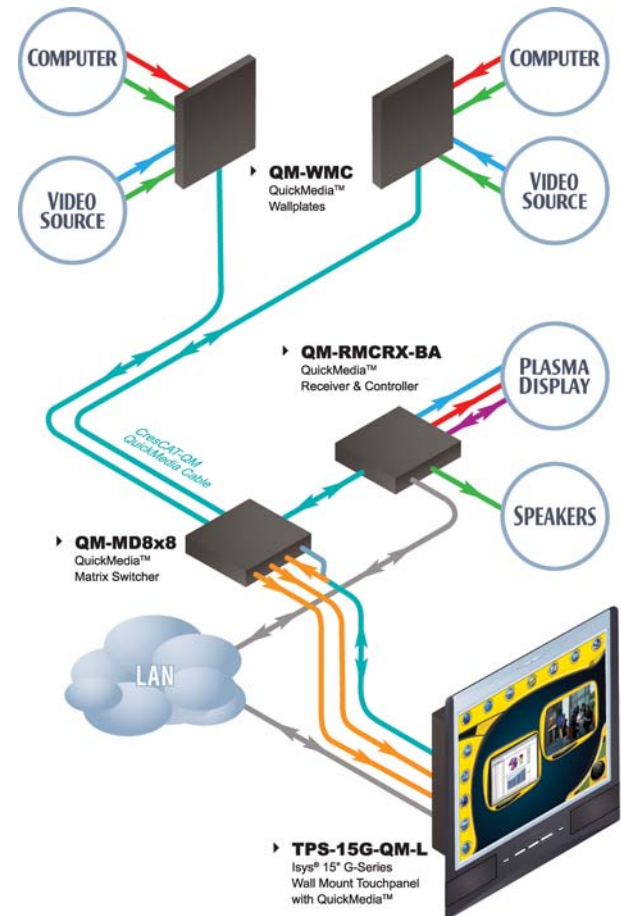 COMPUTER
COMPUTER
VIDEO
SOURCE
VIDEO
SOURCE
QM-WMC
QuickMedia™
Wallplates
QM-RMCRX-BA
QuickMedia™
Receiver & Controller
PLASMA
DISPLAY
CresCAT-QM
QuickMedia Cable
SPEAKERS
QM-MD8x8
QuickMedia™
Matrix Switcher
LAN
TPS-15G-QM-L
Isys® 15" G-Series
Wall Mount Touchpanel
with QuickMedia™